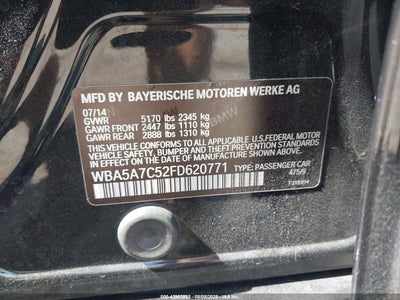 MFD BY BAYERISCHE MOTOREN WERKE AG
07/14
GVWR 5170 lbs 2345 kg
GAWR FRONT 2447 lbs 1110 kg
GAWR REAR 2888 lbs 1310 kg
THIS VEHICLE CONFORMS TO ALL APPLICABLE U.S. FEDERAL MOTOR
VEHICLE SAFETY, BUMPER, AND THEFT PREVENTION STANDARDS
IN EFFECT ON THE DATE OF MANUFACTURE SHOWN ABOVE.
WBA5A7C52FD620771 TYPE: PASSENGER CAR
475/9